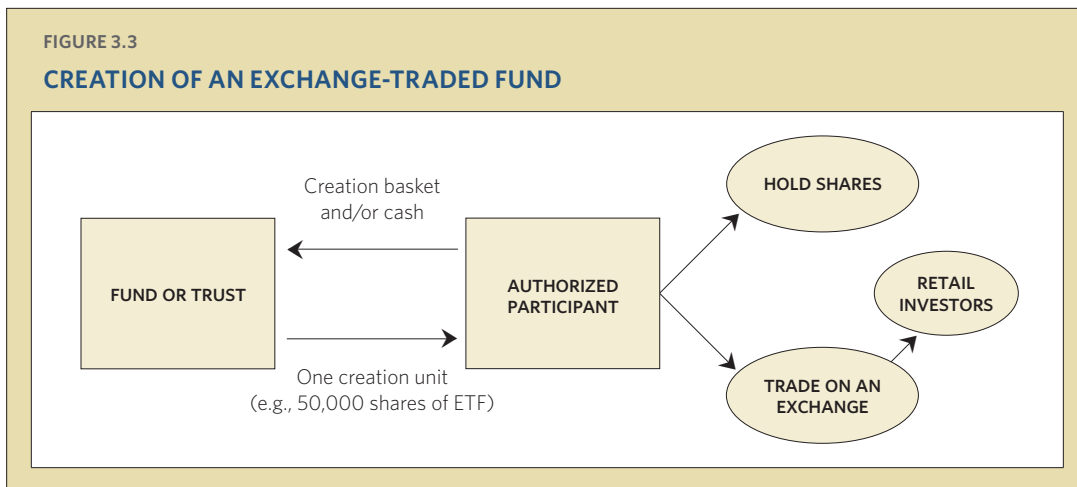 FIGURE 3.3
CREATION OF AN EXCHANGE-TRADED FUND
Creation basket
and/or cash
FUND OR TRUST
AUTHORIZED
PARTICIPANT
One creation unit
(e.g., 50,000 shares of ETF)
HOLD SHARES
RETAIL
INVESTORS
TRADE ON AN
EXCHANGE